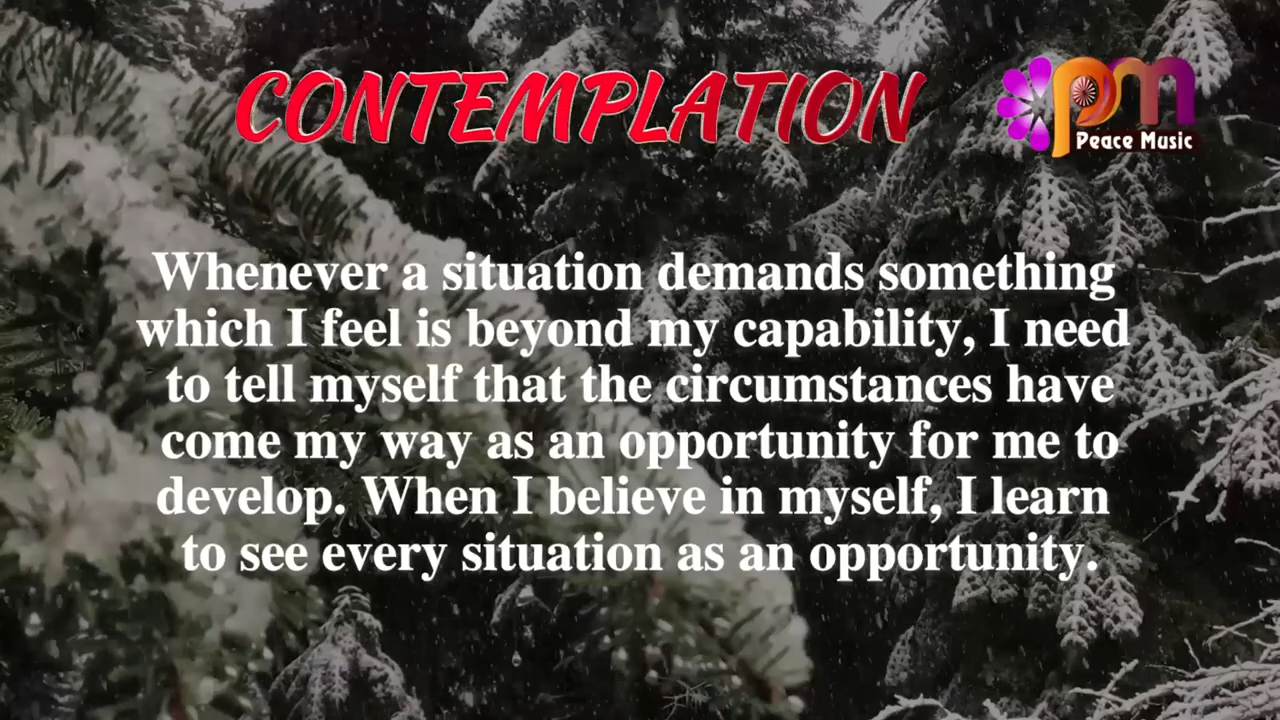 CONTEMPLATION
pm
Peace Music
Whenever a situation demands something
which I feel is beyond my capability, I need
to tell myself that the circumstances have
come my way as an opportunity for me to
develop. When I believe in myself, I learn
to see every situation as an opportunity.